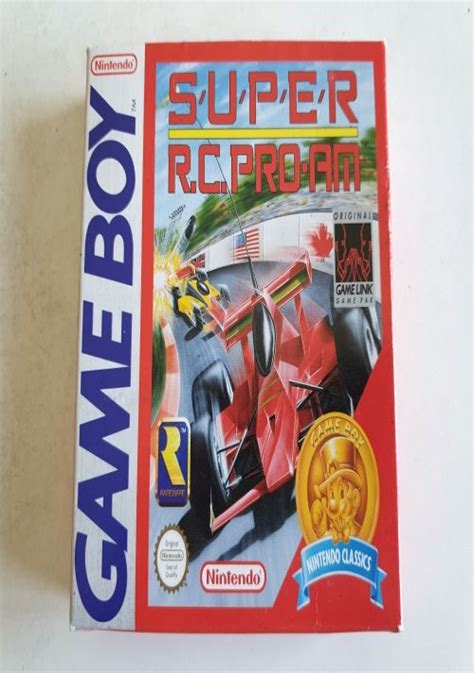 Nintendo
GAME BOY
TM
S·U·P·E·R
R.C. PRO-AM
ORIGINAL
GAME LINK
GAME PAK
R
RAREWARE
GAME BOY
NINTENDO CLASSICS
Original
Nintendo
Seal of
Quality
Nintendo